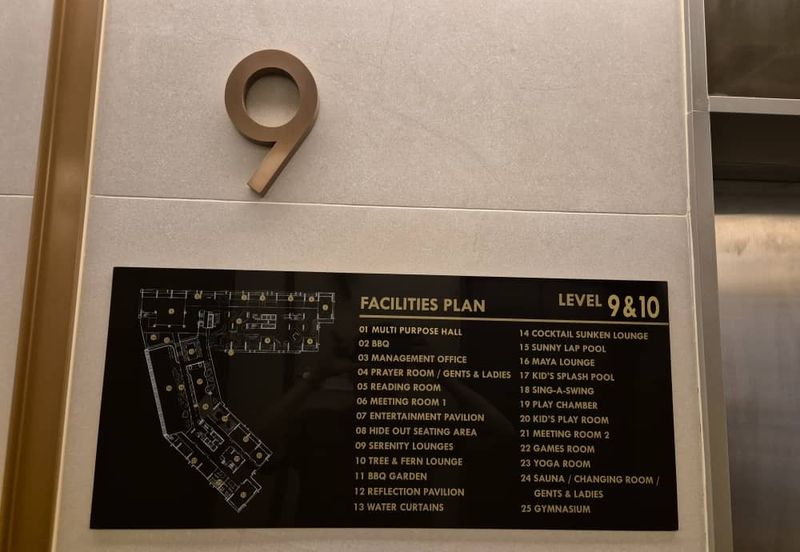 9
FACILITIES PLAN
LEVEL 9&10
01 MULTI PURPOSE HALL
02 BBQ
03 MANAGEMENT OFFICE
04 PRAYER ROOM / GENTS & LADIES
05 READING ROOM
06 MEETING ROOM 1
07 ENTERTAINMENT PAVILION
08 HIDE OUT SEATING AREA
09 SERENITY LOUNGES
10 TREE & FERN LOUNGE
11 BBQ GARDEN
12 REFLECTION PAVILION
13 WATER CURTAINS
14 COCKTAIL SUNKEN LOUNGE
15 SUNNY LAP POOL
16 MAYA LOUNGE
17 KID'S SPLASH POOL
18 SING-A-SWING
19 PLAY CHAMBER
20 KID'S PLAY ROOM
21 MEETING ROOM 2
22 GAMES ROOM
23 YOGA ROOM
24 SAUNA / CHANGING ROOM /
GENTS & LADIES
25 GYMNASIUM